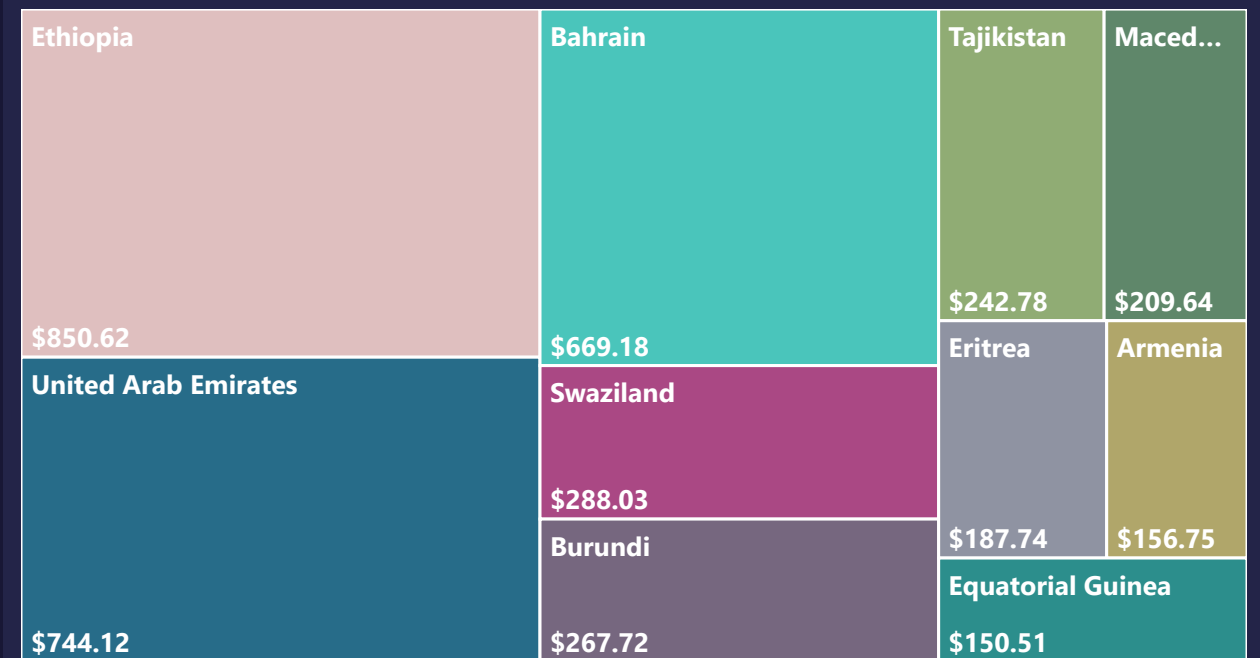 Ethiopia
$850.62
United Arab Emirates
$744.12
Bahrain
$669.18
Swaziland
$288.03
Burundi
$267.72
Tajikistan
$242.78
Maced...
$209.64
Eritrea
$187.74
Armenia
$156.75
Equatorial Guinea
$150.51